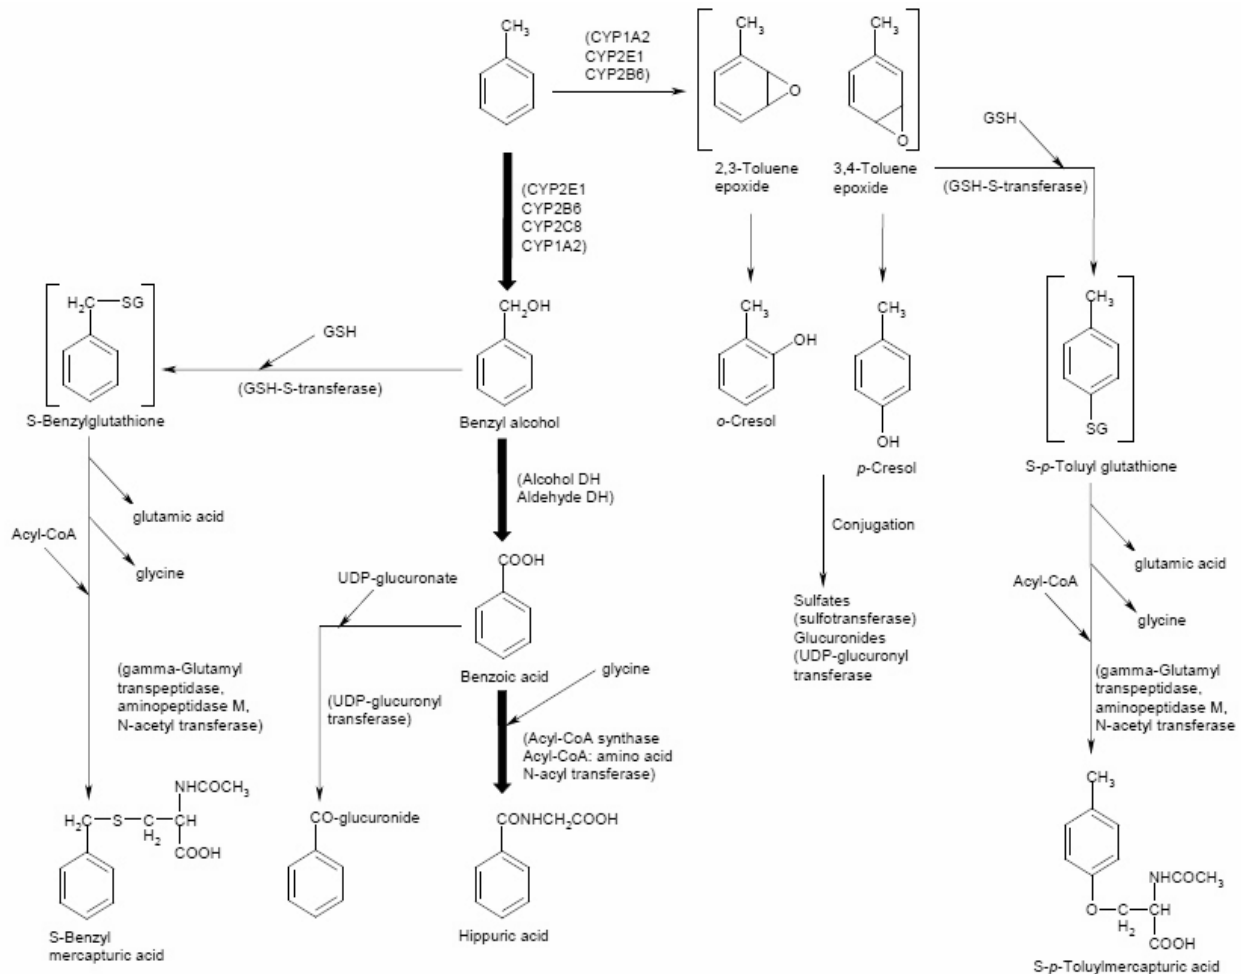 CH3
(CYP1A2
CYP2E1
CYP2B6)
CH3
O
2,3-Toluene
epoxide
CH3
O
3,4-Toluene
epoxide
GSH
(GSH-S-transferase)
(CYP2E1
CYP2B6
CYP2C8
CYP1A2)
H2C—SG
S-Benzylglutathione
GSH
(GSH-S-transferase)
CH2OH
Benzyl alcohol
CH3
OH
o-Cresol
CH3
OH
p-Cresol
CH3
SG
S-p-Toluyl glutathione
(Alcohol DH
Aldehyde DH)
glutamic acid
Acyl-CoA
glycine
Conjugation
glutamic acid
Acyl-CoA
glycine
COOH
Benzoic acid
UDP-glucuronate
Sulfates
(sulfotransferase)
Glucuronides
(UDP-glucuronyl
transferase
(gamma-Glutamyl
transpeptidase,
aminopeptidase M,
N-acetyl transferase)
(UDP-glucuronyl
transferase)
glycine
(Acyl-CoA synthase
Acyl-CoA: amino acid
N-acyl transferase)
(gamma-Glutamyl
transpeptidase,
aminopeptidase M,
N-acetyl transferase
NHCOCH3
H2C—S—C—CH
H2
COOH
S-Benzyl
mercapturic acid
CO-glucuronide
CONHCH2COOH
Hippuric acid
CH3
NHCOCH3
O—C—CH
H2
COOH
S-p-Toluylmercapturic acid